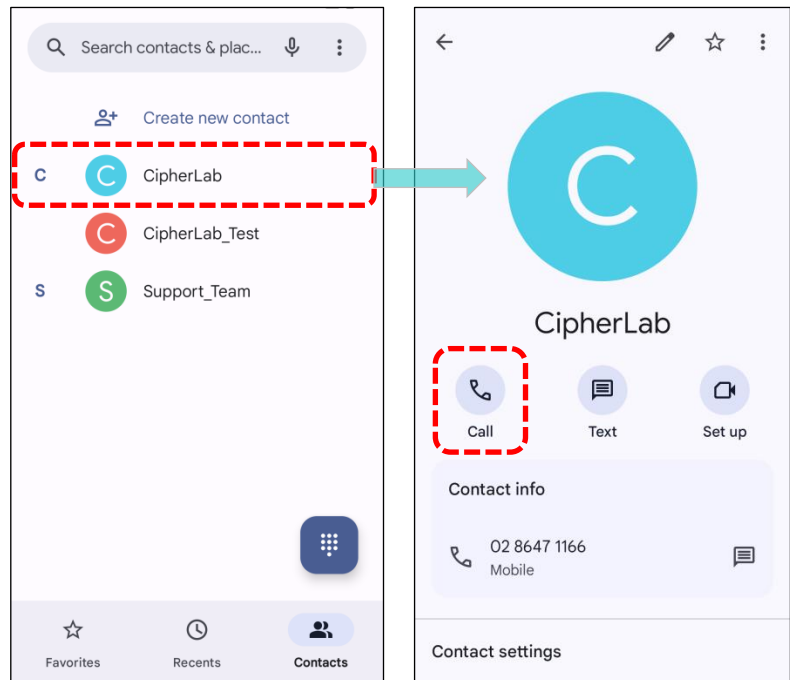 Search contacts & plac...
Create new contact
C
C
CipherLab
C
CipherLab_Test
S
S
Support_Team
Favorites
Recents
Contacts
C
CipherLab
Call
Text
Set up
Contact info
02 8647 1166
Mobile
Contact settings